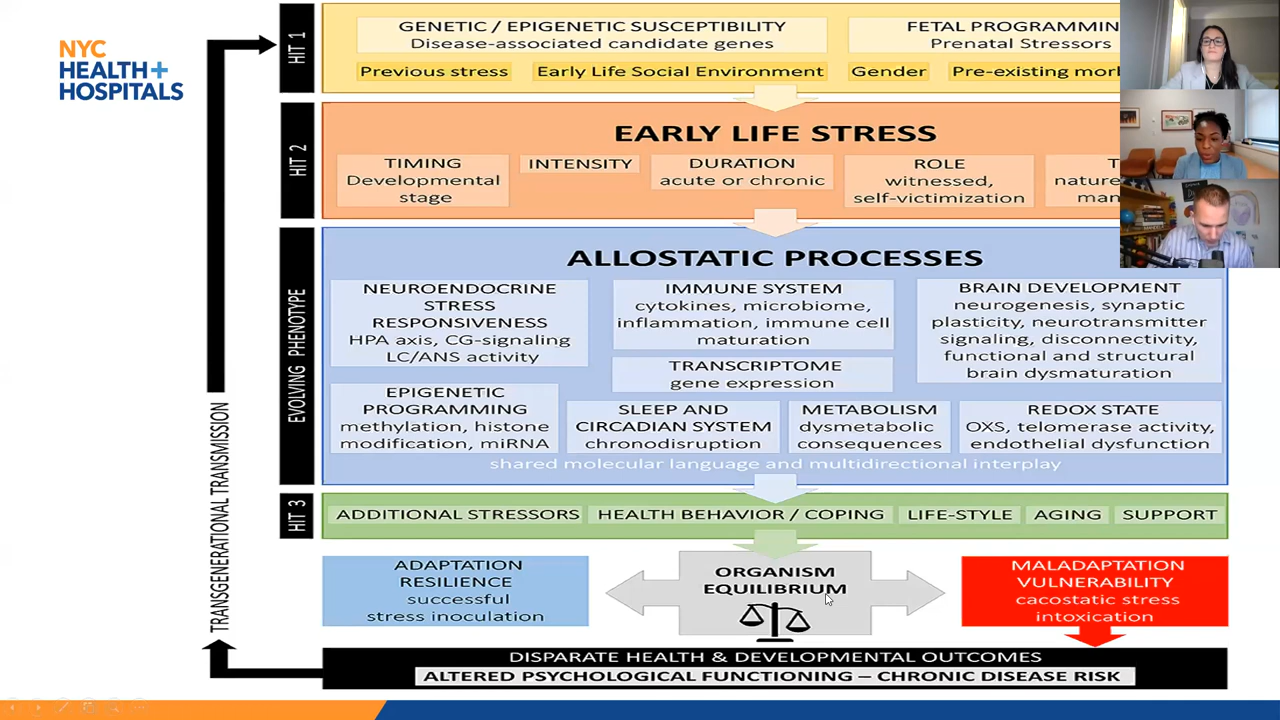 NYC
HEALTH+
HOSPITALS
TRANSGENERATIONAL TRANSMISSION
HIT 1
GENETIC / EPIGENETIC SUSCEPTIBILITY
Disease-associated candidate genes
FETAL PROGRAMMIN
Prenatal Stressors
Previous stress
Early Life Social Environment
Gender
Pre-existing
HIT 2
EARLY LIFE STRESS
TIMING
Developmental
stage
INTENSITY
DURATION
acute or chronic
ROLE
witnessed,
self-victimization
T
nature
man
EVOLVING PHENOTYPE
ALLOSTATIC PROCESSES
NEUROENDOCRINE
STRESS
RESPONSIVENESS
HPA axis, CG-signaling
LC/ANS activity
IMMUNE SYSTEM
cytokines, microbiome,
inflammation, immune cell
maturation
BRAIN DEVELOPMENT
neurogenesis, synaptic
plasticity, neurotransmitter
signaling, disconnectivity,
functional and structural
brain dysmaturation
TRANSCRIPTOME
gene expression
EPIGENETIC
PROGRAMMING
methylation, histone
modification, miRNA
SLEEP AND
CIRCADIAN SYSTEM
chronodisruption
METABOLISM
dysmetabolic
consequences
REDOX STATE
OXS, telomerase activity,
endothelial dysfunction
shared molecular language and multidirectional interplay
HIT 3
ADDITIONAL STRESSORS
HEALTH BEHAVIOR / COPING
LIFE-STYLE
AGING
SUPPORT
ADAPTATION
RESILIENCE
successful
stress inoculation
ORGANISM
EQUILIBRIUM
MALADAPTATION
VULNERABILITY
cacostatic stress
intoxication
DISPARATE HEALTH & DEVELOPMENTAL OUTCOMES
ALTERED PSYCHOLOGICAL FUNCTIONING – CHRONIC DISEASE RISK